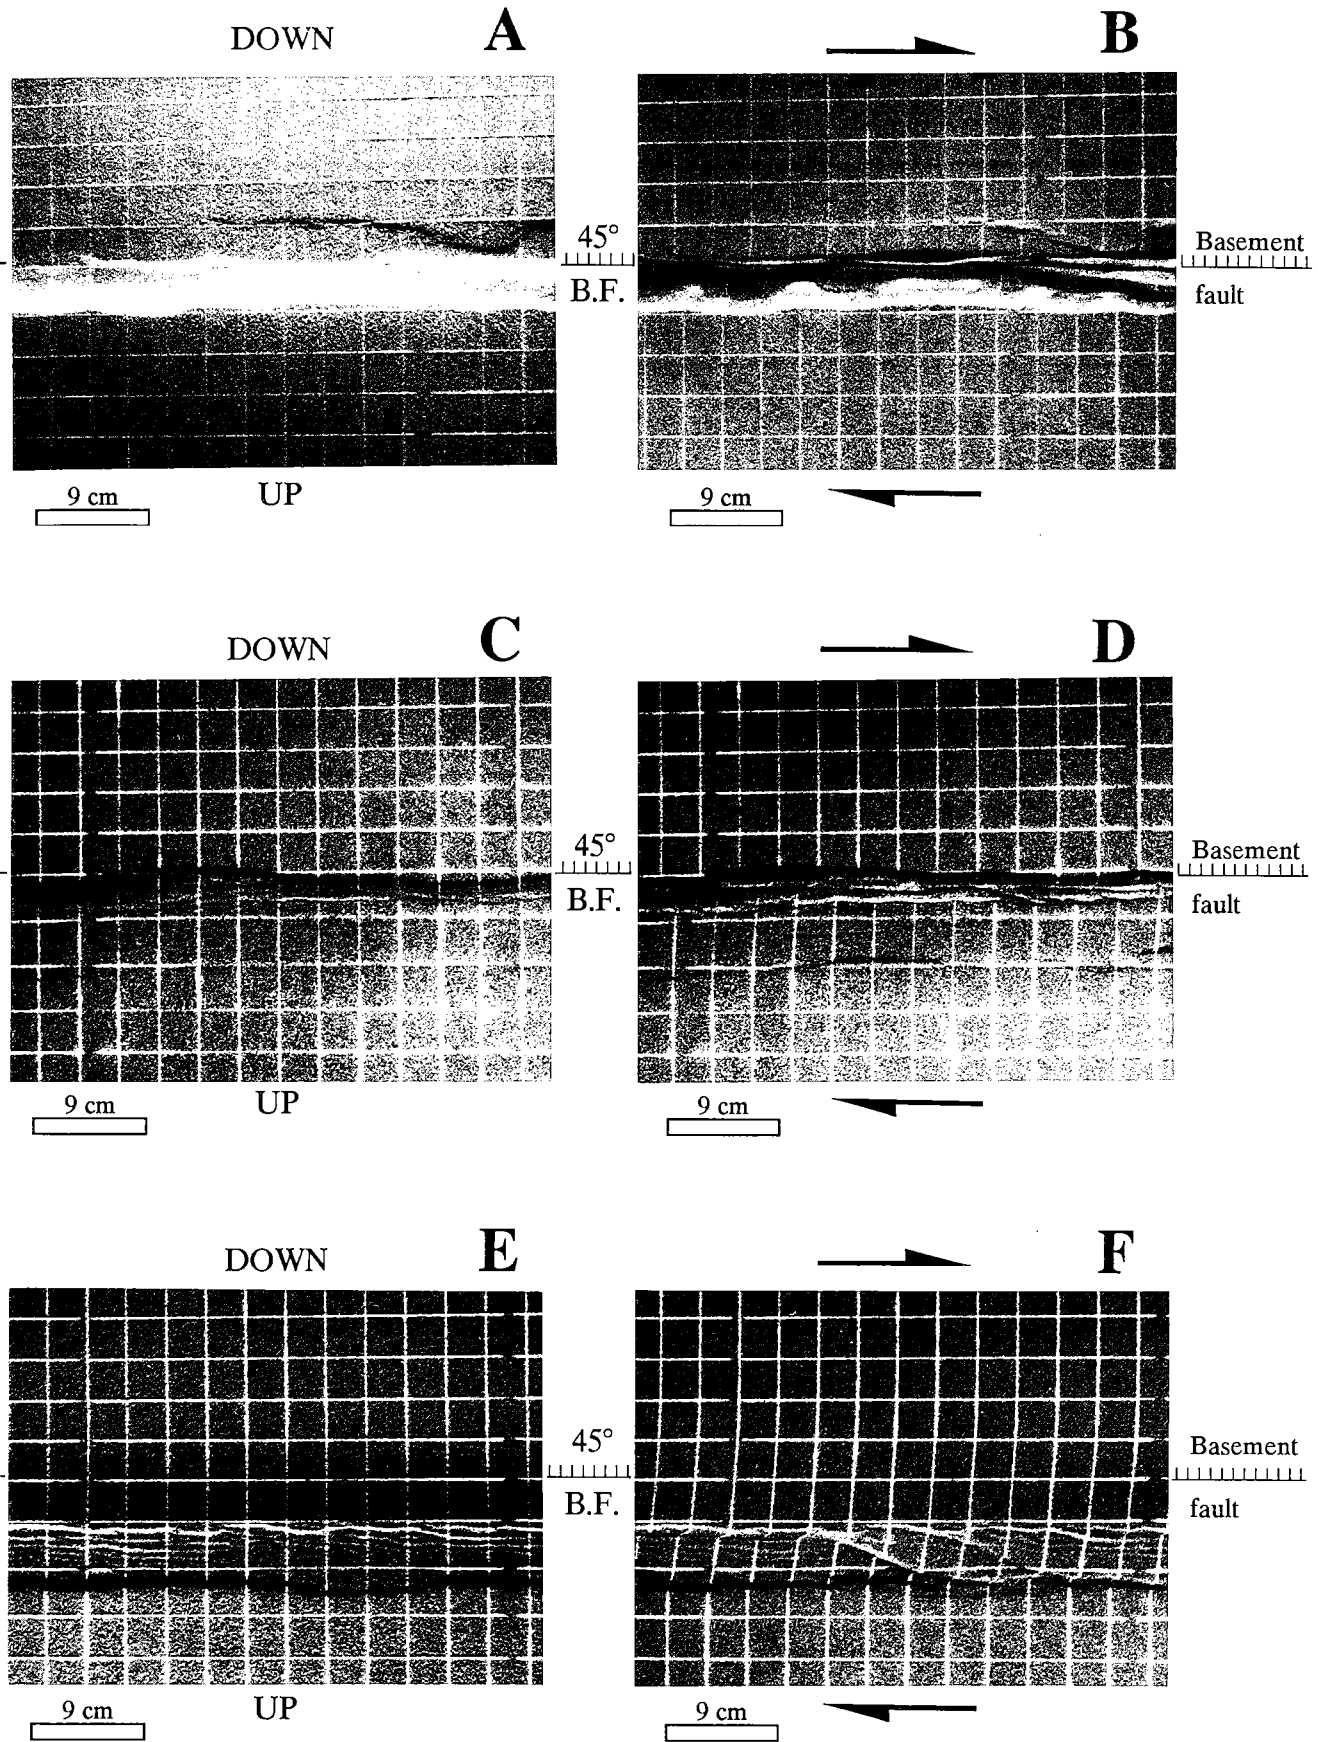 DOWN A B
45°
B.F.
Basement
fault
9 cm UP 9 cm
DOWN C D
45°
B.F.
Basement
fault
9 cm UP 9 cm
DOWN E F
45°
B.F.
Basement
fault
9 cm UP 9 cm